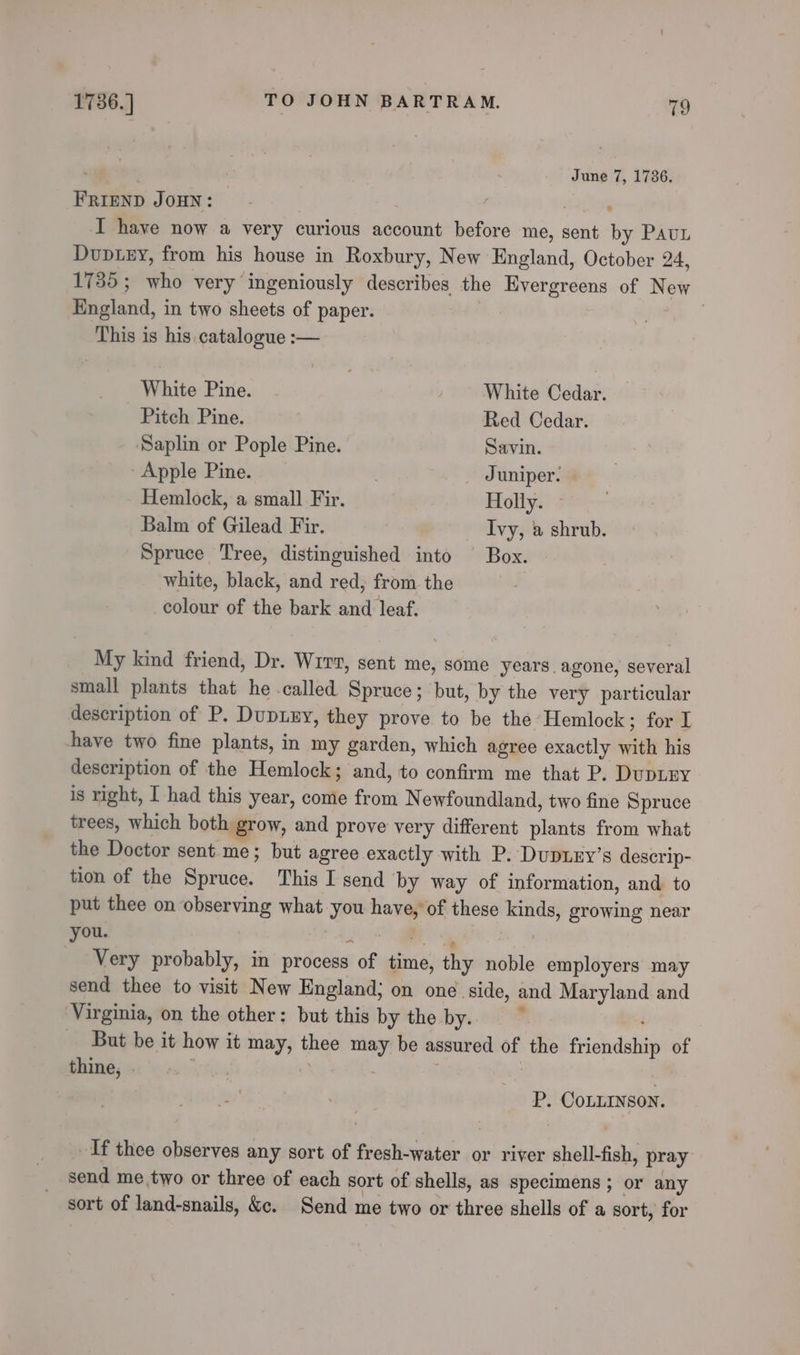 1736.] TO JOHN BARTRAM. 79
June 7, 1736.
FRIEND JOHN:
I have now a very curious account before me, sent by PAUL
DUDLEY, from his house in Roxbury, New England, October 24,
1735; who very ingeniously describes the Evergreens of New
England, in two sheets of paper.
This is his catalogue :—
White Pine.
Pitch Pine.
Saplin or Pople Pine.
Apple Pine.
Hemlock, a small Fir.
Balm of Gilead Fir.
Spruce Tree, distinguished into
white, black, and red, from the
colour of the bark and leaf.
White Cedar.
Red Cedar.
Savin.
Juniper.
Holly.
Ivy, a shrub.
Box.
My kind friend, Dr. WITT, sent me, some years agone, several
small plants that he called Spruce; but, by the very particular
description of P. DUDLEY, they prove to be the Hemlock; for I
have two fine plants, in my garden, which agree exactly with his
description of the Hemlock; and, to confirm me that P. DUDLEY
is right, I had this year, come from Newfoundland, two fine Spruce
trees, which both grow, and prove very different plants from what
the Doctor sent me; but agree exactly with P. DUDLEY's descrip-
tion of the Spruce. This I send by way of information, and to
put thee on observing what you have, of these kinds, growing near
you.
Very probably, in process of time, thy noble employers may
send thee to visit New England; on one side, and Maryland and
Virginia, on the other: but this by the by.
But be it how it may, thee may be assured of the friendship of
thine,
P. COLLINSON.
If thee observes any sort of fresh-water or river shell-fish, pray
send me two or three of each sort of shells, as specimens; or any
sort of land-snails, &c. Send me two or three shells of a sort, for